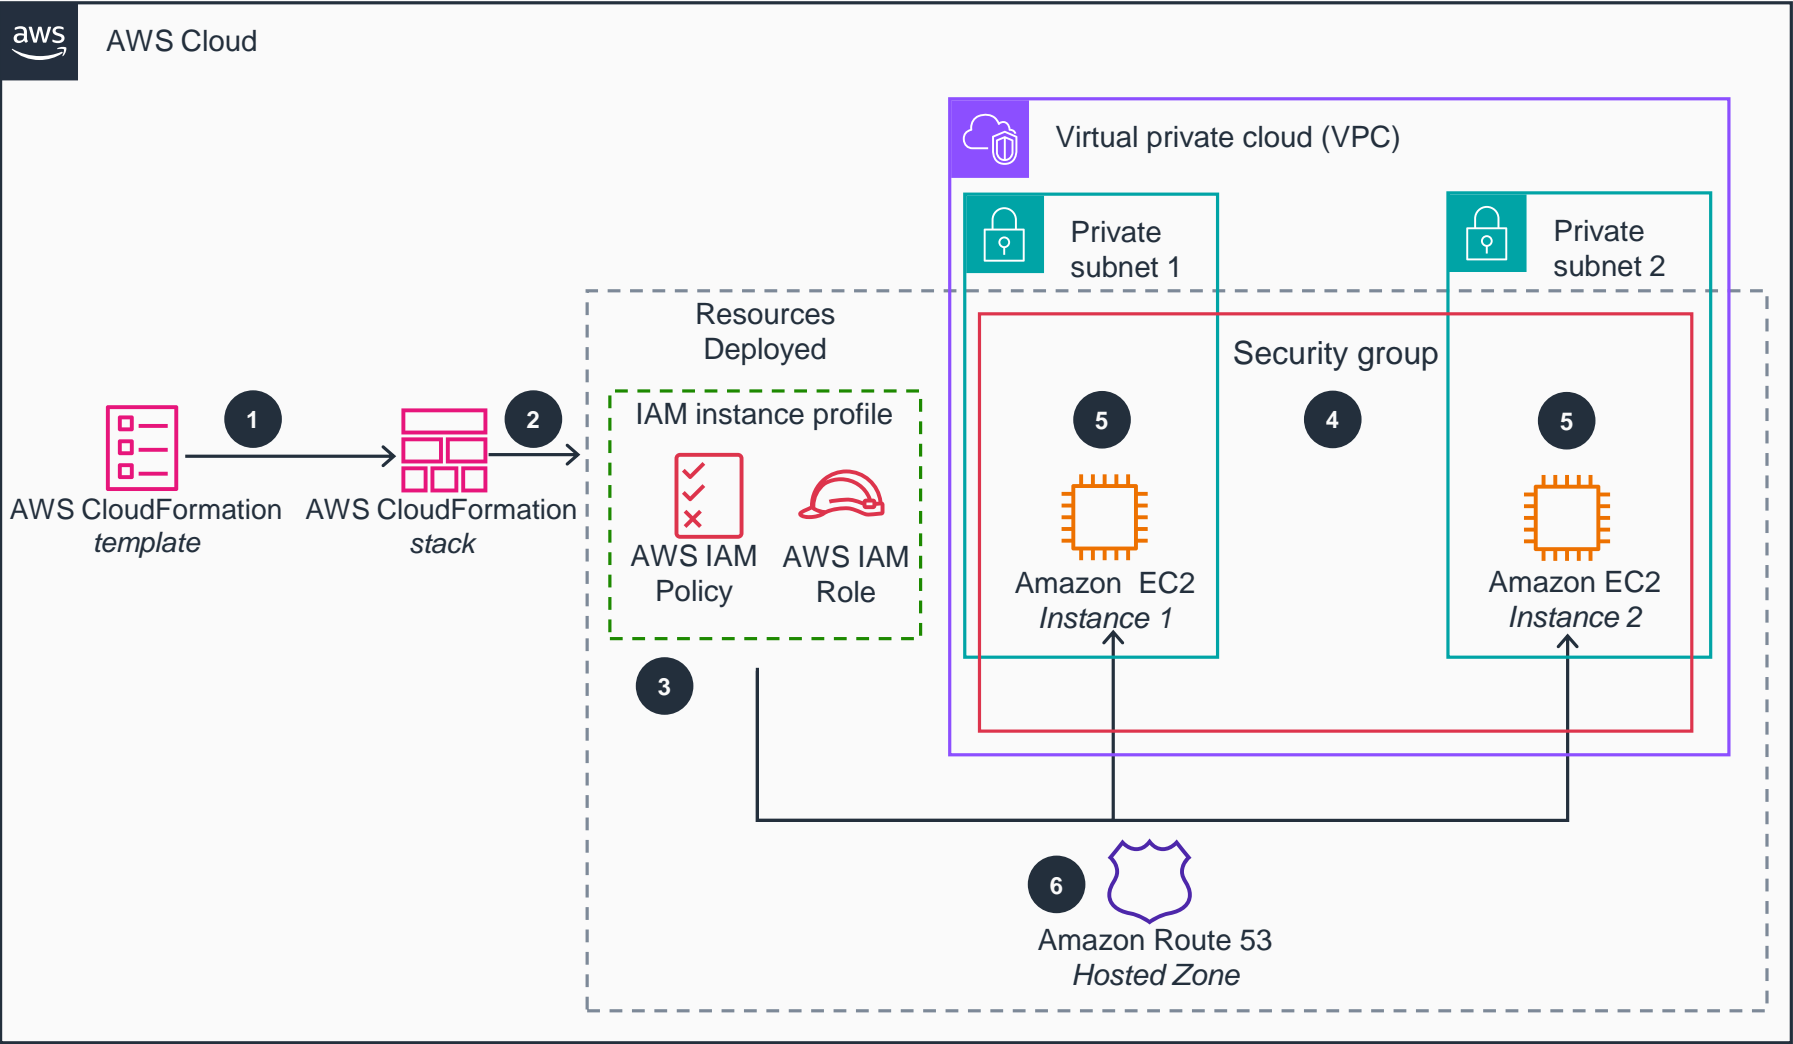 aws
AWS Cloud
Virtual private cloud (VPC)
Private
subnet 1
Private
subnet 2
Resources
Deployed
Security group
1
2
IAM instance profile
5
4
5
AWS CloudFormation
template
AWS CloudFormation
stack
AWS IAM
Policy
AWS IAM
Role
Amazon EC2
Instance 1
Amazon EC2
Instance 2
3
6
Amazon Route 53
Hosted Zone